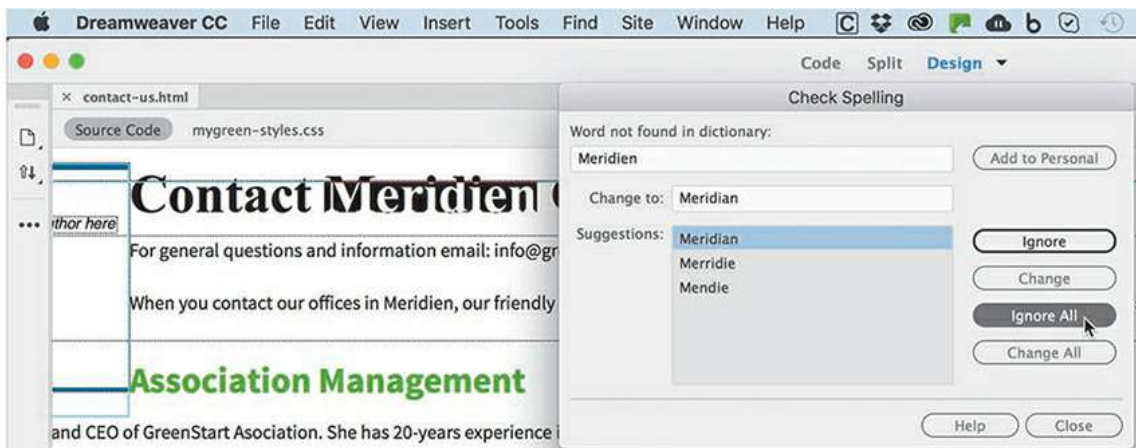 Dreamweaver CC File Edit View Insert Tools Find Site Window Help
Code Split Design
× contact-us.html
Check Spelling
Source Code mygreen-styles.css
Word not found in dictionary:
Meridien
Add to Personal
Contact Meridien
Change to: Meridian
thor here
Suggestions: Meridian
Merridie
Mendie
Ignore
Change
Ignore All
Change All
For general questions and information email: info@gr
When you contact our offices in Meridien, our friendly
Association Management
and CEO of GreenStart Asociation. She has 20-years experience i
Help Close